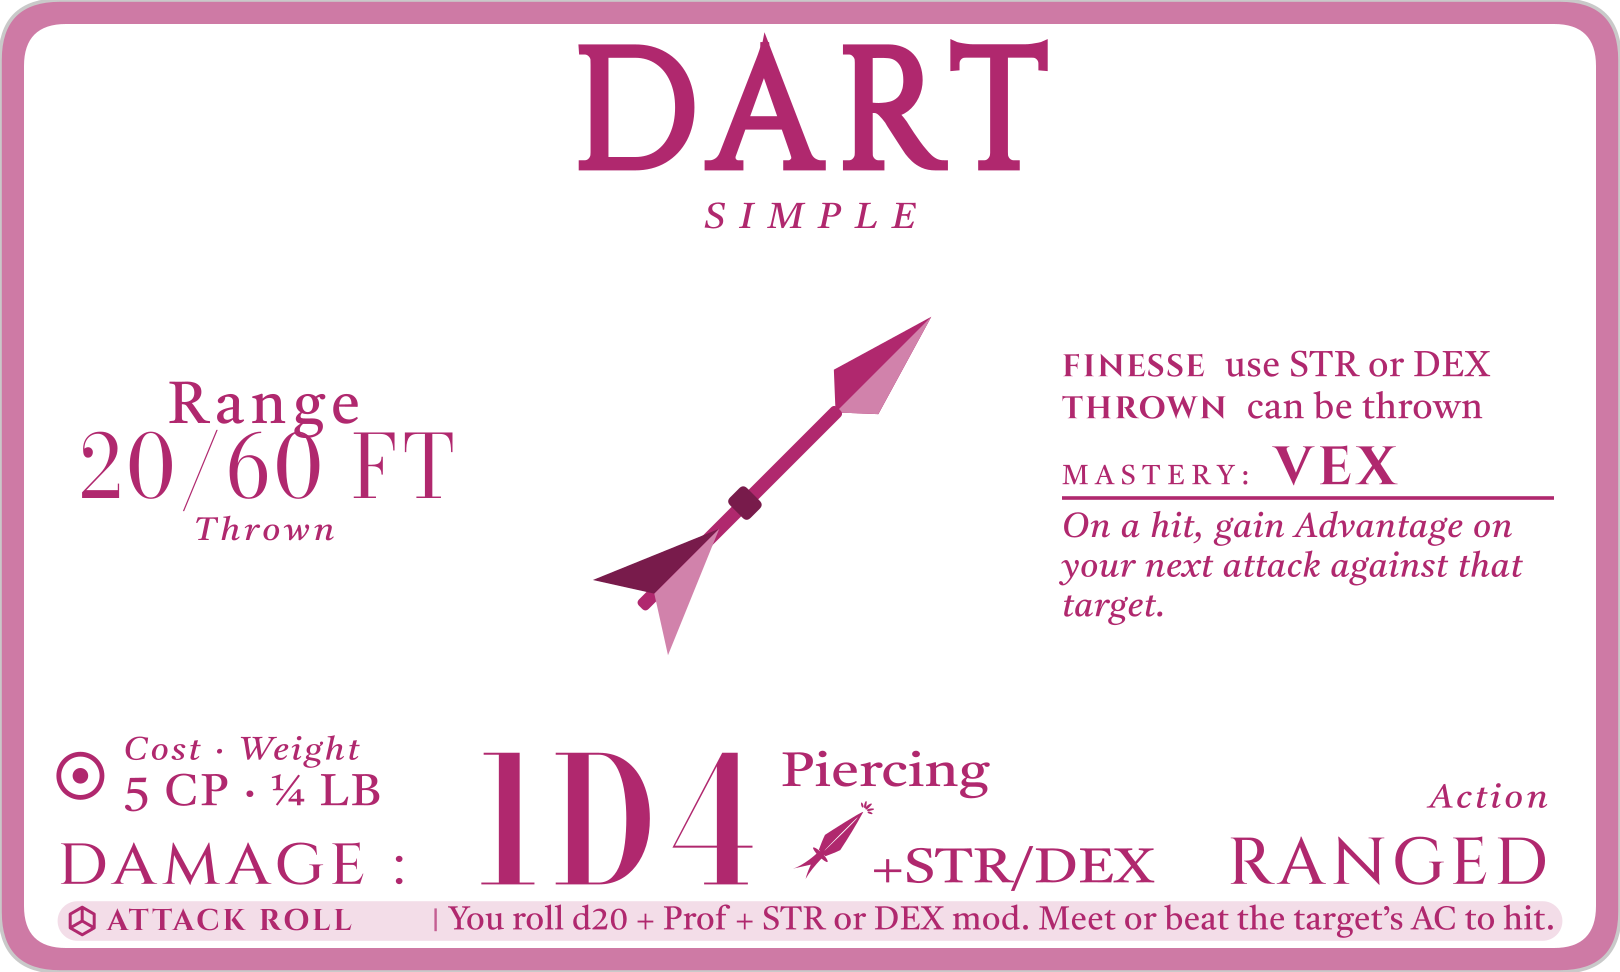 DART
SIMPLE
Range
20/60 FT
Thrown
FINESSE use STR or DEX
THROWN can be thrown
MASTERY: VEX
On a hit, gain Advantage on
your next attack against that
target.
Cost · Weight
5 CP · ¼ LB
DAMAGE :
1D4
Piercing
+STR/DEX
Action
RANGED
ATTACK ROLL | You roll d20 + Prof + STR or DEX mod. Meet or beat the target’s AC to hit.